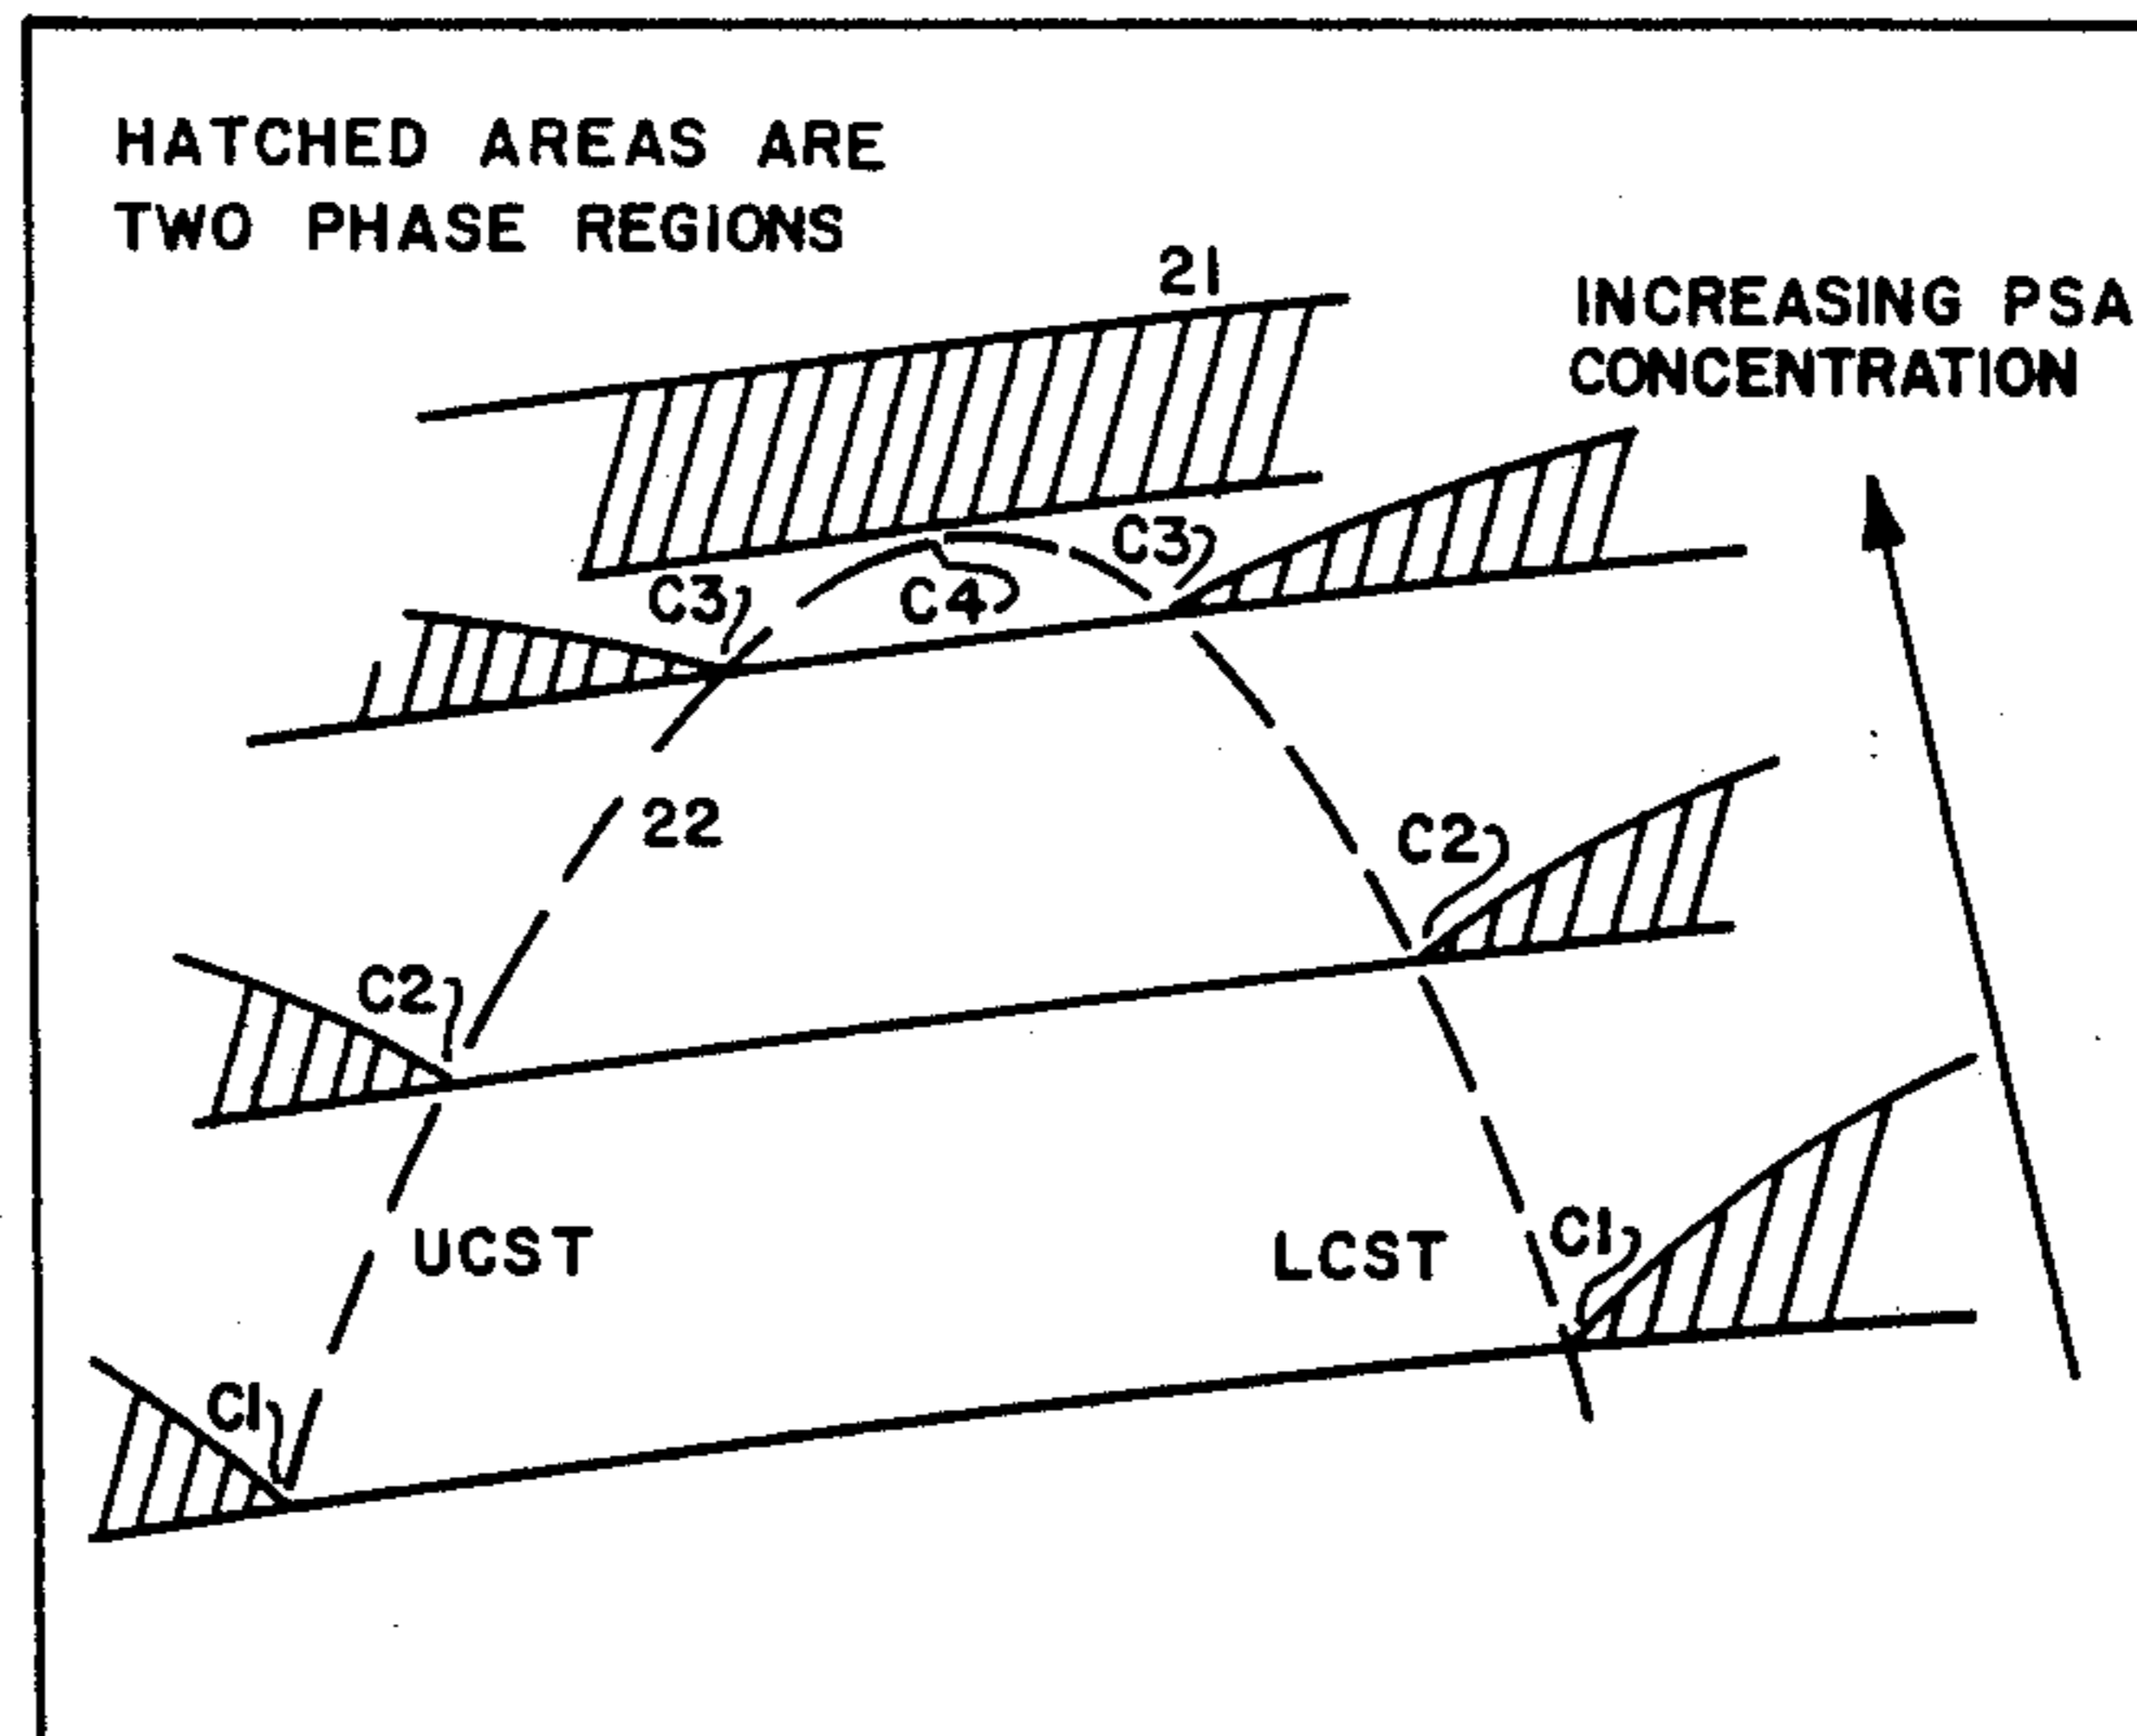 HATCHED AREAS ARE
TWO PHASE REGIONS
21
INCREASING PSA
CONCENTRATION
C3
C3
C4
22
C2
C2
UCST
LCST
C1
C1